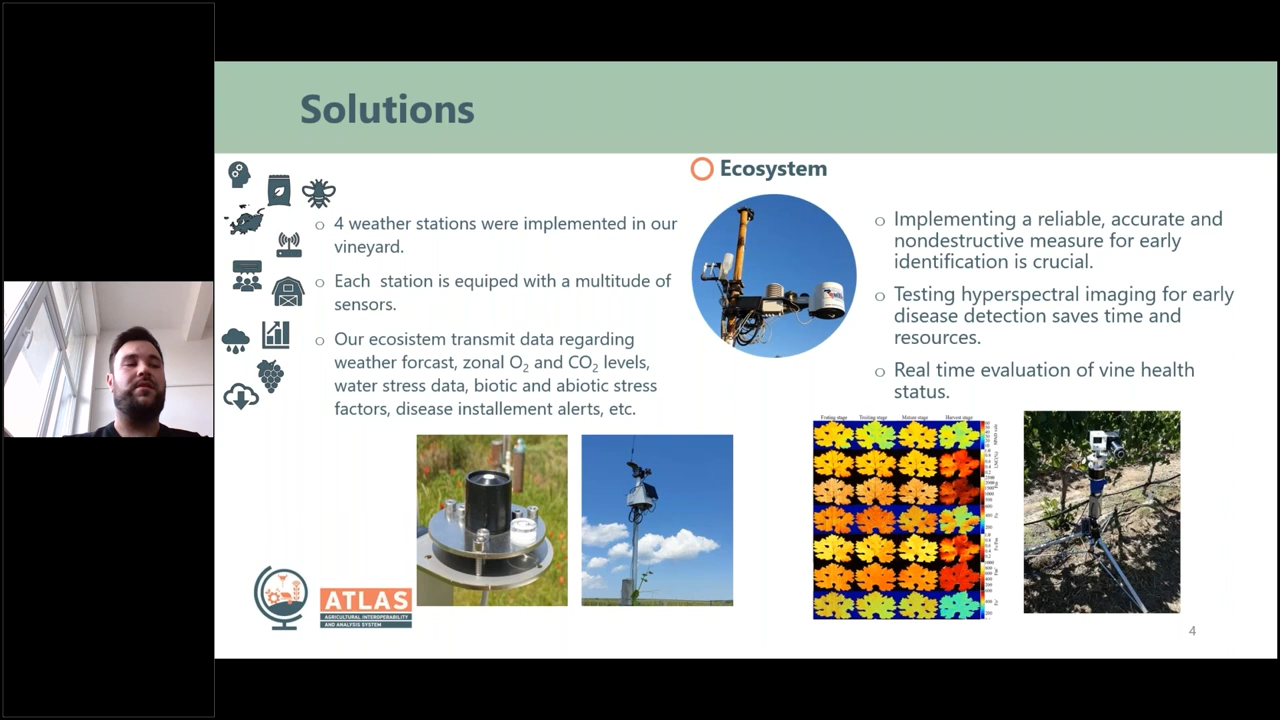 Solutions
Ecosystem
4 weather stations were implemented in our
vineyard.
Each station is equiped with a multitude of
sensors.
Our ecosistem transmit data regarding
weather forcast, zonal O2 and CO2 levels,
water stress data, biotic and abiotic stress
factors, disease installement alerts, etc.
Implementing a reliable, accurate and
nondestructive measure for early
identification is crucial.
Testing hyperspectral imaging for early
disease detection saves time and
resources.
Real time evaluation of vine health
status.
Mature stage Harvest stage
ATLAS
AGRICULTURAL INTEROPERABILITY
AND ANALYSIS SYSTEM
4